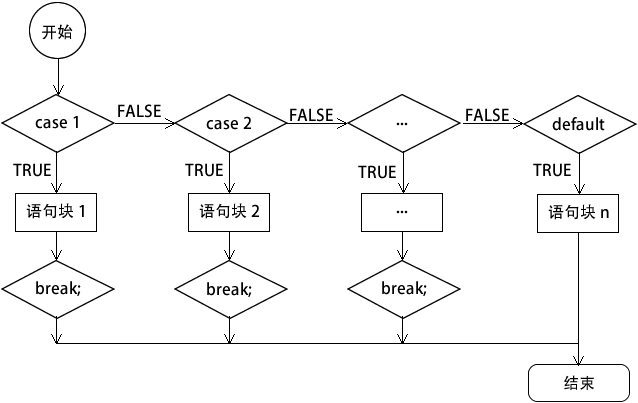 开始
case 1
FALSE
case 2
FALSE
...
FALSE
default
TRUE
TRUE
TRUE
TRUE
语句块 1
语句块 2
...
语句块 n
break;
break;
break;
结束